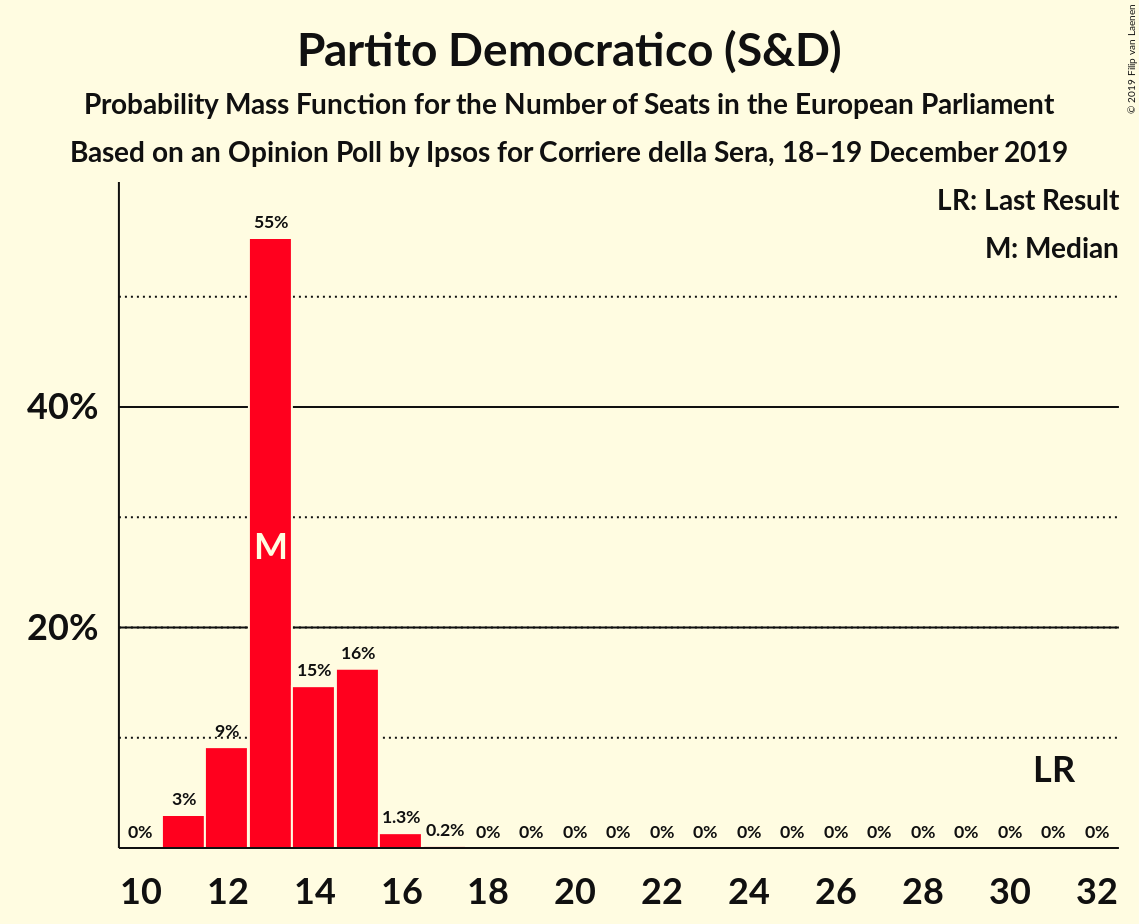 Partito Democratico (S&D)
Probability Mass Function for the Number of Seats in the European Parliament
Based on an Opinion Poll by Ipsos for Corriere della Sera, 18–19 December 2019
© 2019 Filip van Laenen
LR: Last Result
M: Median
55%
40%
M
20%
16%
15%
9%
LR
3%
1.3%
0% 0.2% 0% 0% 0% 0% 0% 0% 0% 0% 0% 0% 0% 0% 0% 0% 0%
10 12 14 16 18 20 22 24 26 28 30 32